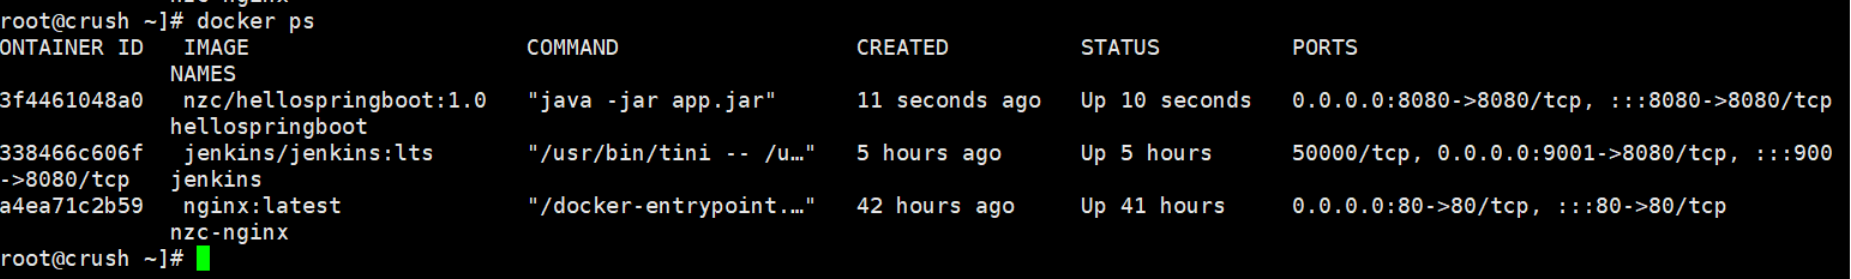 root@crush ~]# docker ps
ONTAINER ID   IMAGE                    COMMAND                CREATED          STATUS          PORTS
NAMES
3f4461048a0   nzc/hellospringboot:1.0   "java -jar app.jar"    11 seconds ago   Up 10 seconds   0.0.0.0:8080->8080/tcp, :::8080->8080/tcp
hellospringboot
338466c606f   jenkins/jenkins:lts       "/usr/bin/tini -- /u…"   5 hours ago      Up 5 hours      50000/tcp, 0.0.0.0:9001->8080/tcp, :::900
->8080/tcp   jenkins
a4ea71c2b59   nginx:latest              "/docker-entrypoint.…"   42 hours ago     Up 41 hours     0.0.0.0:80->80/tcp, :::80->80/tcp
nzc-nginx
root@crush ~]#